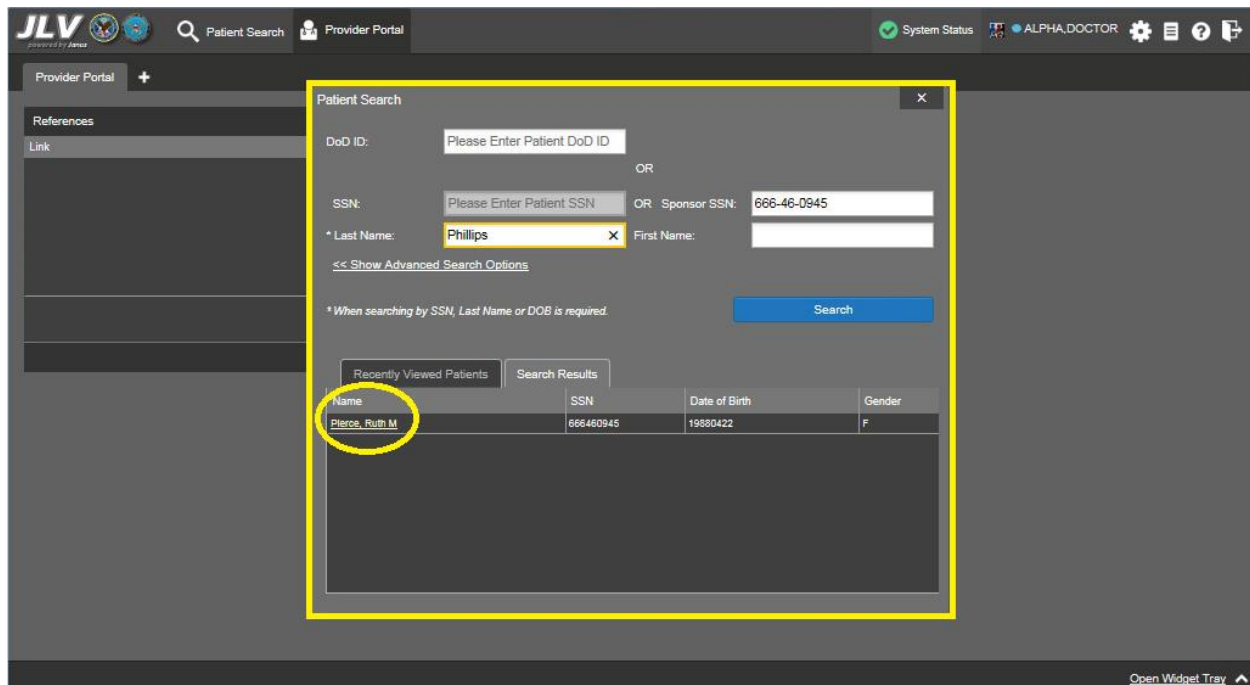 JLV Patient Search Provider Portal System Status ALPHA,DOCTOR
powered by Janus
Provider Portal +
References
Link
Patient Search
DoD ID: Please Enter Patient DoD ID
OR
SSN: Please Enter Patient SSN OR Sponsor SSN: 666-46-0945
* Last Name: Phillips First Name:
<< Show Advanced Search Options
* When searching by SSN, Last Name or DOB is required. Search
Recently Viewed Patients Search Results
Name SSN Date of Birth Gender
Pierce, Ruth M 666460945 19880422 F
Open Widget Tray